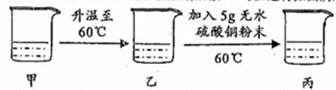 升温至 加入5g无水
60℃ 硫酸铜粉末
60℃
甲 乙 丙